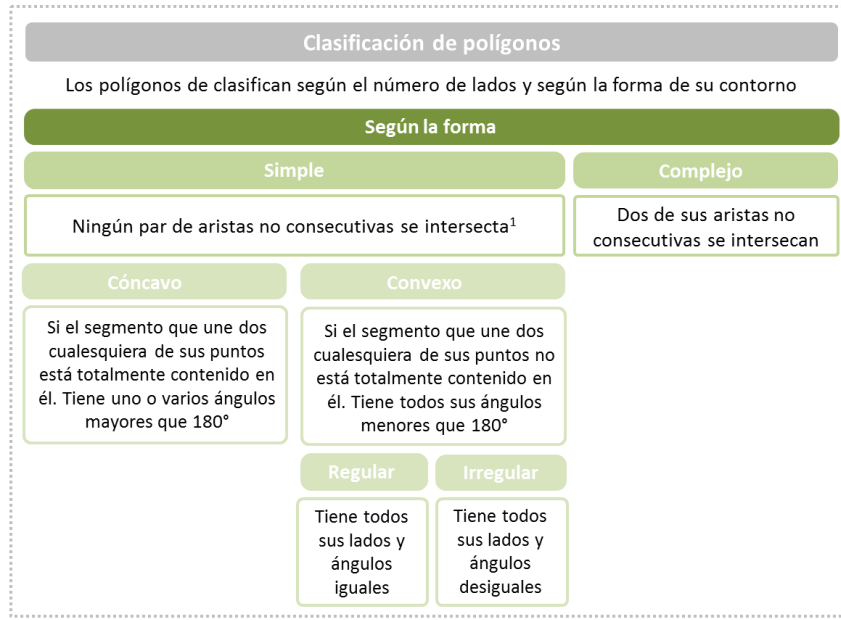 Clasificación de polígonos
Los polígonos de clasifican según el número de lados y según la forma de su contorno
Según la forma
Simple
Complejo
Ningún par de aristas no consecutivas se intersecta¹
Dos de sus aristas no
consecutivas se intersecan
Cóncavo
Convexo
Si el segmento que une dos
cualesquiera de sus puntos
está totalmente contenido en
él. Tiene uno o varios ángulos
mayores que 180°
Si el segmento que une dos
cualesquiera de sus puntos no
está totalmente contenido en
él. Tiene todos sus ángulos
menores que 180°
Regular
Irregular
Tiene todos
sus lados y
ángulos
iguales
Tiene todos
sus lados y
ángulos
desiguales